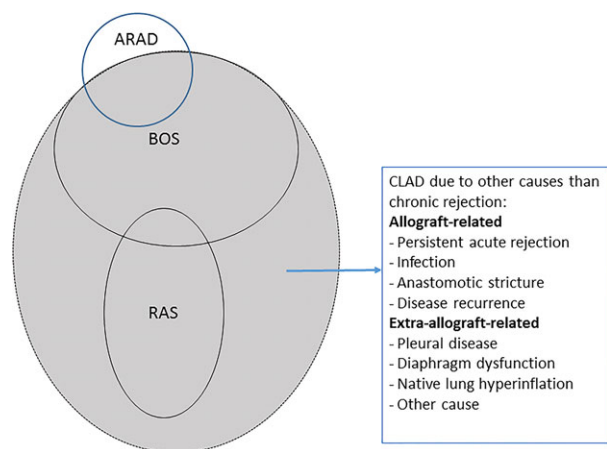 ARAD
BOS
RAS
CLAD due to other causes than
chronic rejection:
Allograft-related
- Persistent acute rejection
- Infection
- Anastomotic stricture
- Disease recurrence
Extra-allograft-related
- Pleural disease
- Diaphragm dysfunction
- Native lung hyperinflation
- Other cause